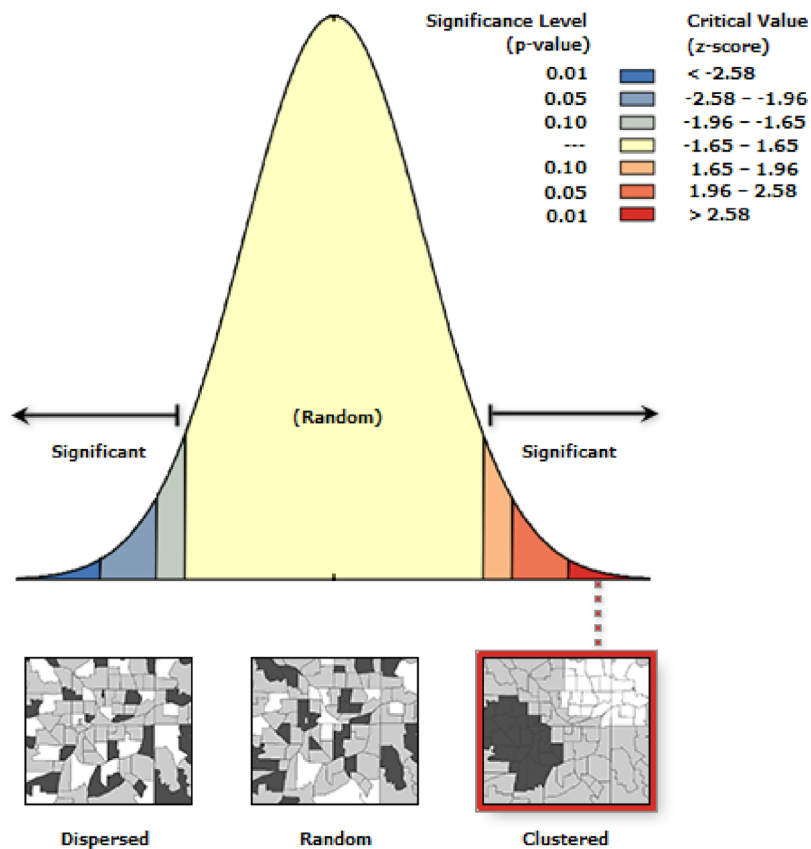 Significance Level Critical Value
(p-value) (z-score)
0.01 < -2.58
0.05 -2.58 – -1.96
0.10 -1.96 – -1.65
--- -1.65 – 1.65
0.10 1.65 – 1.96
0.05 1.96 – 2.58
0.01 > 2.58
(Random)
Significant Significant
Dispersed Random Clustered